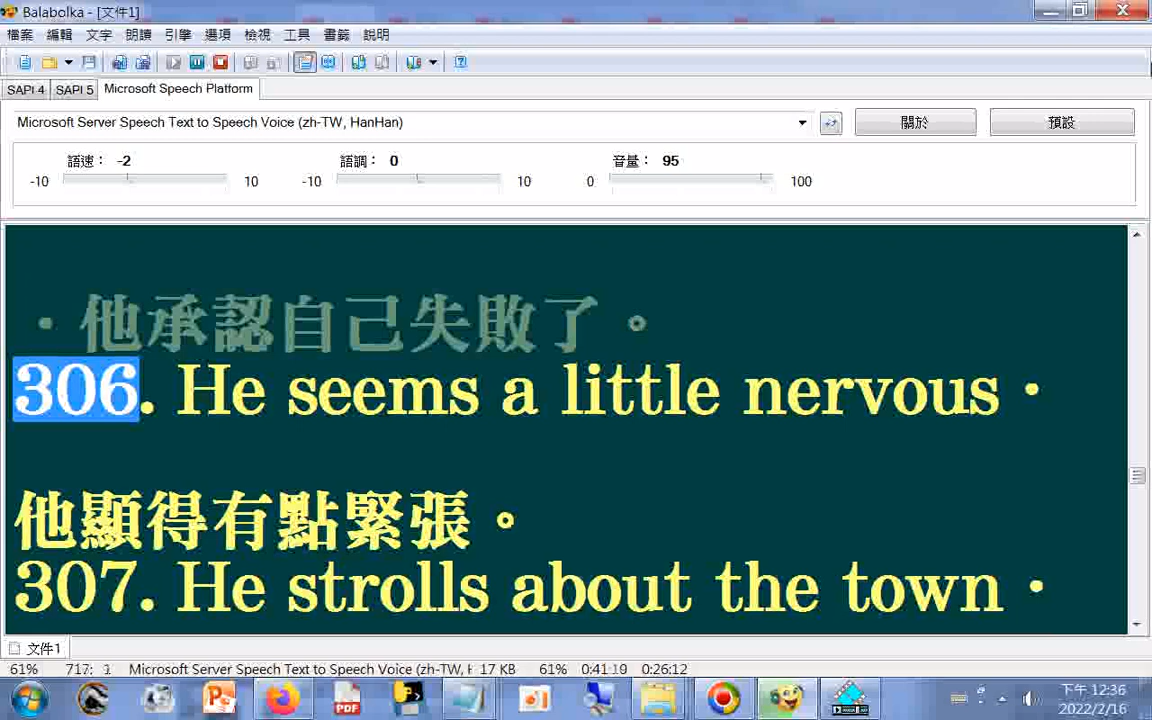 Balabolka - [文件1]
檔案 編輯 文字 朗讀 引擎 選項 檢視 工具 書籤 說明
SAPI 4 SAPI 5 Microsoft Speech Platform
Microsoft Server Speech Text to Speech Voice (zh-TW, HanHan) 關於 預設
語速： -2 語調： 0 音量： 95
-10 10 -10 10 0 100
．他承認自己失敗了。
306. He seems a little nervous．
他顯得有點緊張。
307. He strolls about the town．
文件1
61% 717: 1 Microsoft Server Speech Text to Speech Voice (zh-TW, 17 KB 61% 0:41:19 0:26:12
下午 12:36
2022/2/16